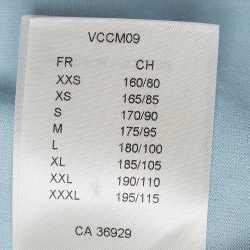 VCCM09
FR CH
XXS 160/80
XS 165/85
S 170/90
M 175/95
L 180/100
XL 185/105
XXL 190/110
XXXL 195/115
CA 36929